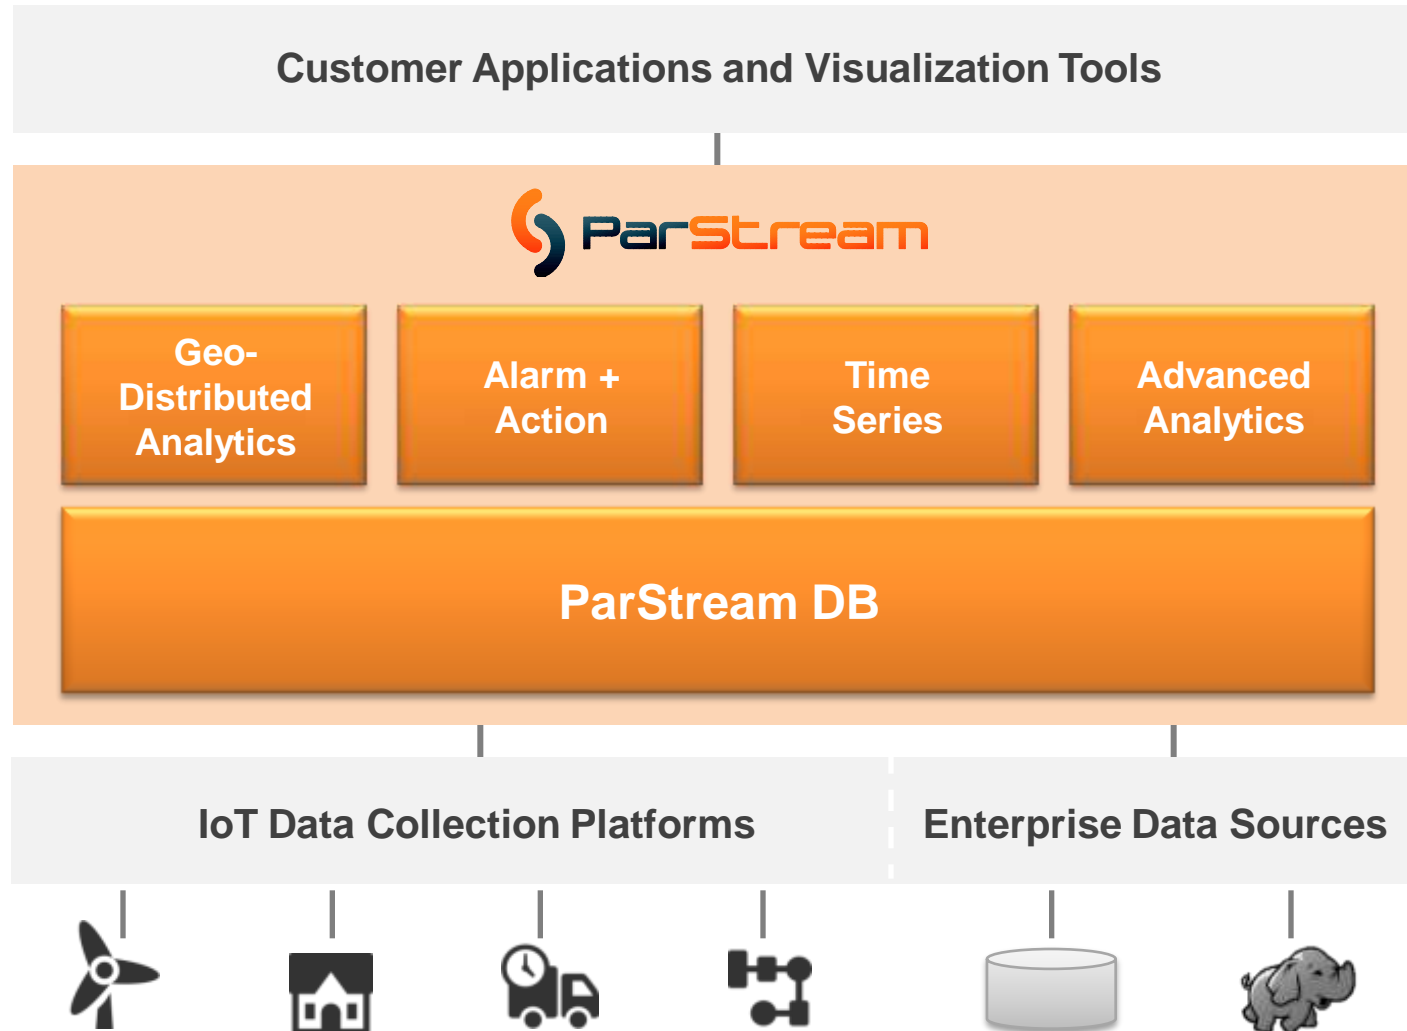 Customer Applications and Visualization Tools
ParStream
Geo-
Distributed
Analytics
Alarm +
Action
Time
Series
Advanced
Analytics
ParStream DB
IoT Data Collection Platforms
Enterprise Data Sources